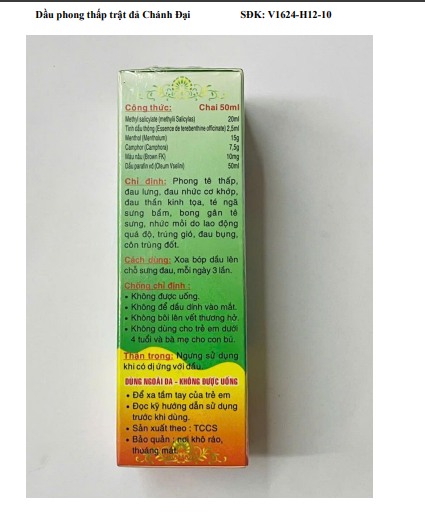 Dầu phong thấp trật đả Chánh Đại SĐK: V1624-H12-10
Công thức: Chai 50ml
Methyl salicylate (methylii Salicylas) 20ml
Tinh dầu thông (Essence de terebenthine officinale) 2,5ml
Menthol (Mentholum) 15g
Camphor (Camphora) 7,5g
Màu nâu (Brown FK) 10mg
Dầu parafin vđ (Oleum Vaselini) 50ml
Chỉ định: Phong tê thấp,
đau lưng, đau nhức cơ khớp,
đau thần kinh tọa, té ngã
sưng bầm, bong gân tê
sưng, nhức mỏi do lao động
quá độ, trúng gió, đau bụng,
côn trùng đốt.
Cách dùng: Xoa bóp dầu lên
chỗ sưng đau, mỗi ngày 3 lần.
Chống chỉ định :
• Không được uống.
• Không để dầu dính vào mắt.
• Không bôi lên vết thương hở.
• Không dùng cho trẻ em dưới
4 tuổi và bà mẹ cho con bú.
Thận trọng: Ngưng sử dụng
khi có dị ứng với dầu.
DÙNG NGOÀI DA - KHÔNG ĐƯỢC UỐNG
• Để xa tầm tay của trẻ em
• Đọc kỹ hướng dẫn sử dụng
trước khi dùng.
• Sản xuất theo : TCCS
• Bảo quản : nơi khô ráo,
thoáng mát